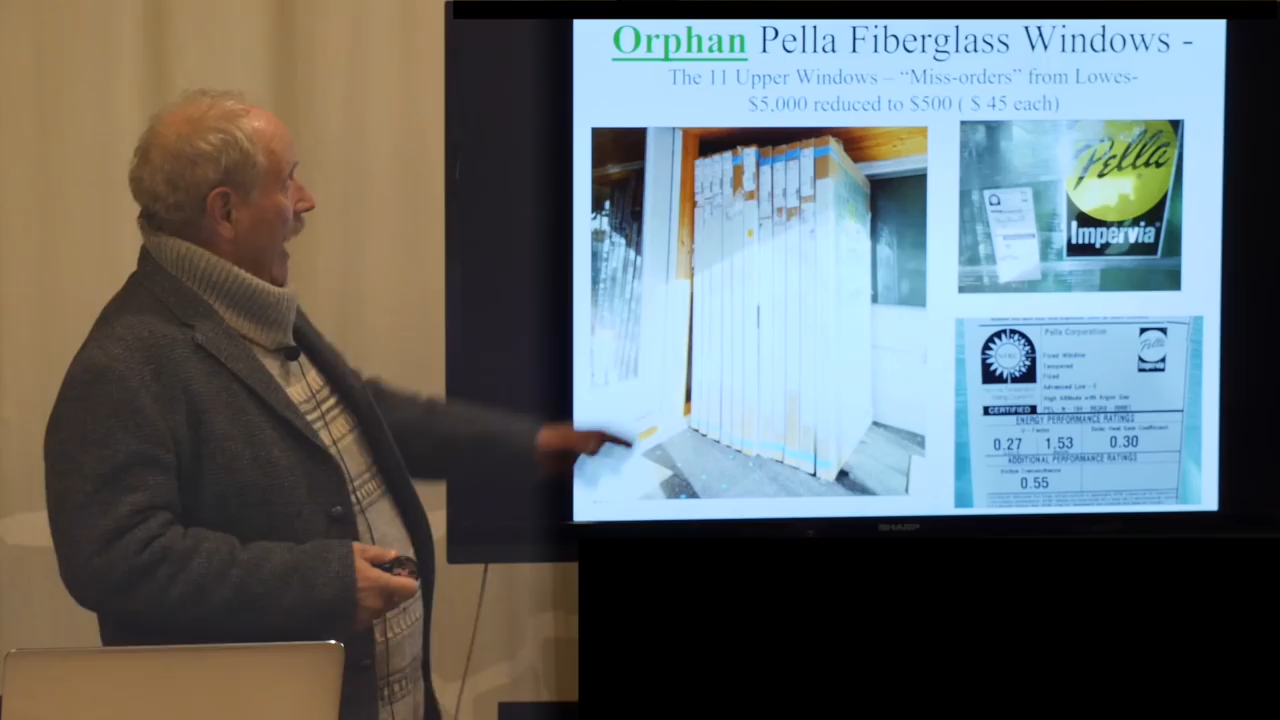 Orphan Pella Fiberglass Windows -
The 11 Upper Windows – “Miss-orders” from Lowes-
$5,000 reduced to $500 ( $ 45 each)
Pella
Impervia
Pella Corporation
Fixed Window
Tempered
Fixed
Advanced Low - E
High Altitude with Argon Gas
CERTIFIED
ENERGY PERFORMANCE RATINGS
U - Factor
0.27 1.53 0.30
ADDITIONAL PERFORMANCE RATINGS
0.55
SHARP